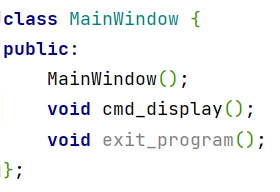 class MainWindow {
public:
    MainWindow();
    void cmd_display();
    void exit_program();
};